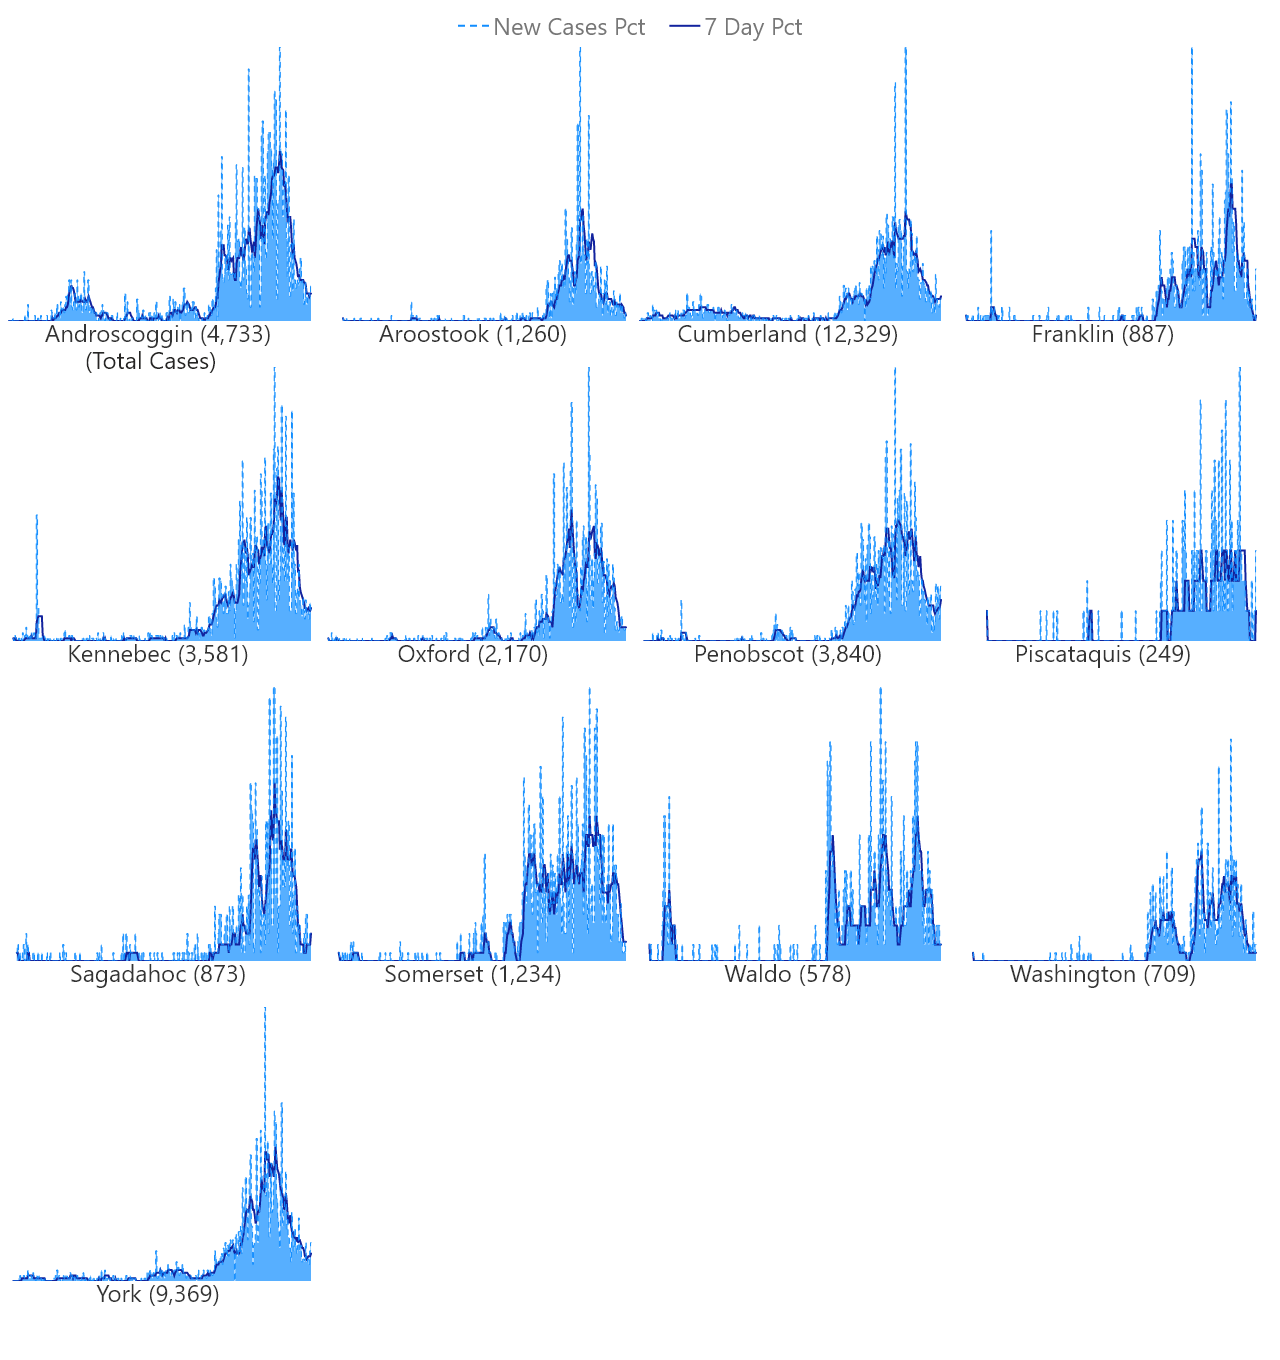 New Cases Pct 7 Day Pct
Androscoggin (4,733)
(Total Cases)
Aroostook (1,260)
Cumberland (12,329)
Franklin (887)
Kennebec (3,581)
Oxford (2,170)
Penobscot (3,840)
Piscataquis (249)
Sagadahoc (873)
Somerset (1,234)
Waldo (578)
Washington (709)
York (9,369)